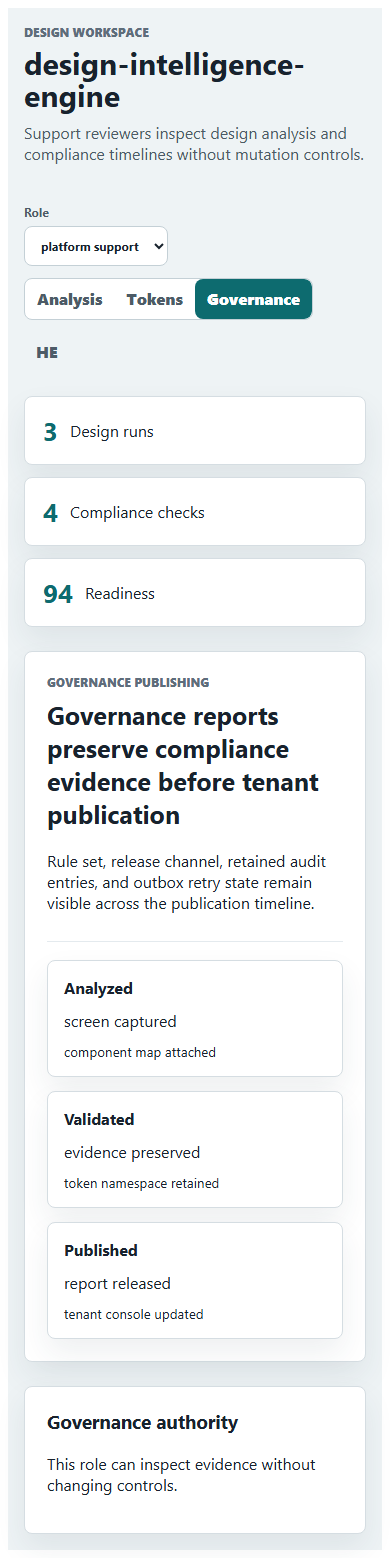 DESIGN WORKSPACE
design-intelligence-
engine
Support reviewers inspect design analysis and
compliance timelines without mutation controls.
Role
platform support
Analysis Tokens Governance
HE
3 Design runs
4 Compliance checks
94 Readiness
GOVERNANCE PUBLISHING
Governance reports
preserve compliance
evidence before tenant
publication
Rule set, release channel, retained audit
entries, and outbox retry state remain
visible across the publication timeline.
Analyzed
screen captured
component map attached
Validated
evidence preserved
token namespace retained
Published
report released
tenant console updated
Governance authority
This role can inspect evidence without
changing controls.